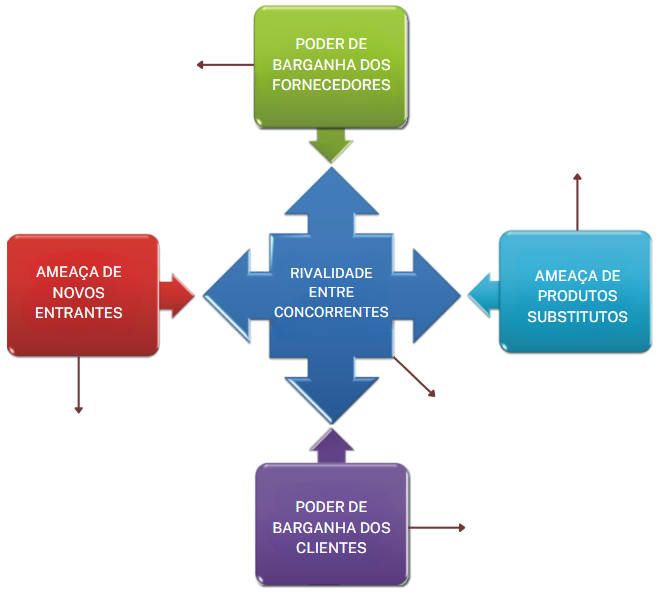 PODER DE
BARGANHA DOS
FORNECEDORES
AMEAÇA DE
NOVOS
ENTRANTES
RIVALIDADE
ENTRE
CONCORRENTES
AMEAÇA DE
PRODUTOS
SUBSTITUTOS
PODER DE
BARGANHA DOS
CLIENTES